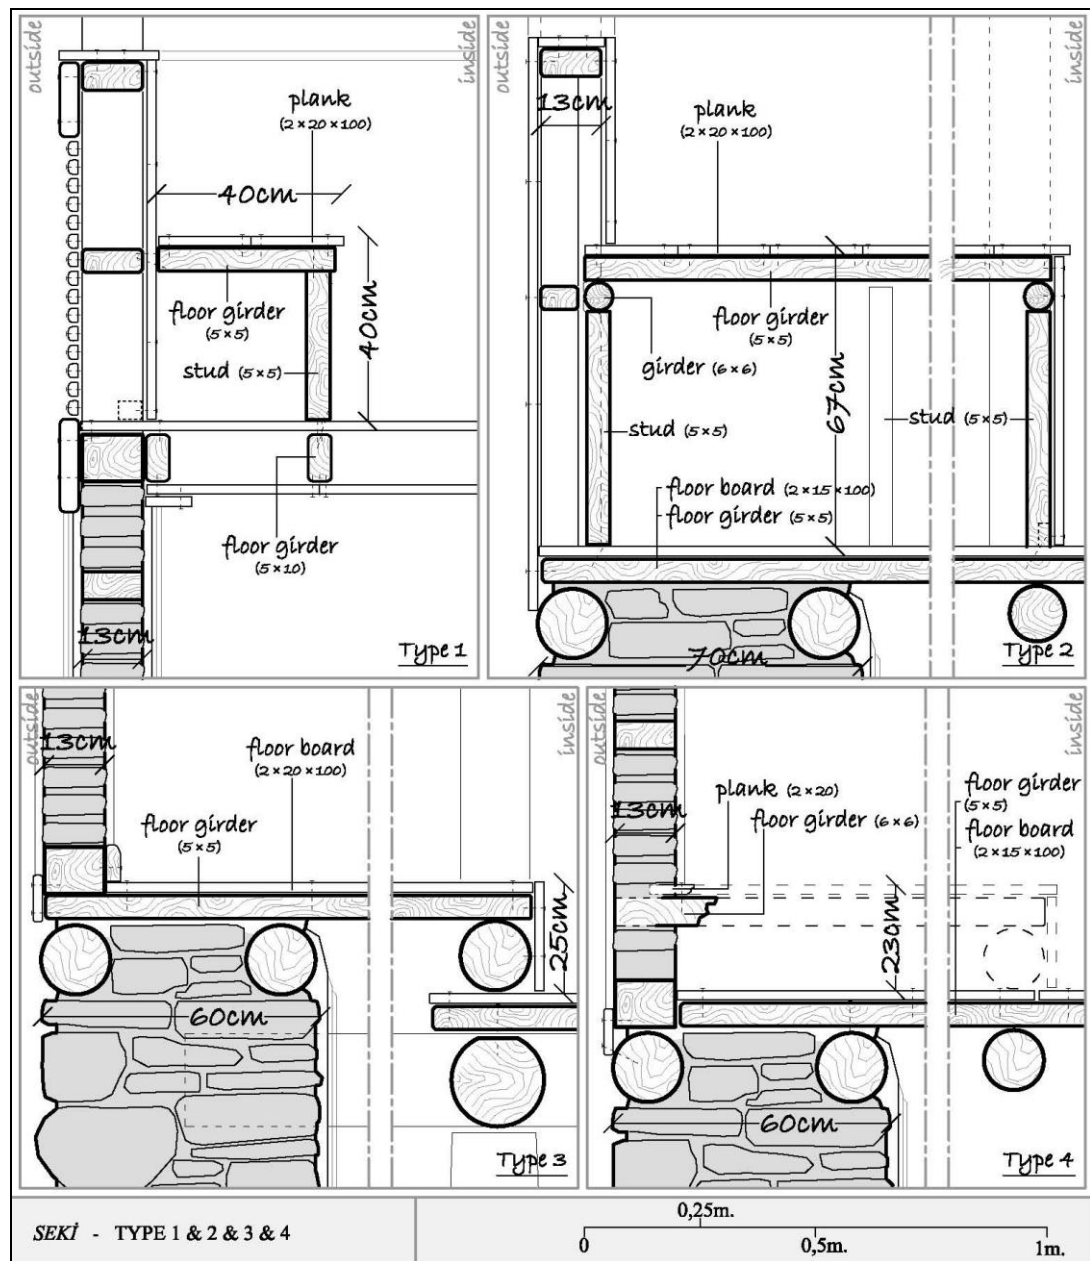 outside
inside
plank
(2×20×100)
40cm
floor girder
(5×5)
40cm
stud (5×5)
floor girder
(5×10)
13cm
Type 1
outside
inside
13cm
plank
(2×20×100)
floor girder
(5×5)
girder (6×6)
67cm
stud (5×5)
stud (5×5)
floor board (2×15×100)
floor girder (5×5)
70cm
Type 2
outside
inside
13cm
floor board
(2×20×100)
floor girder
(5×5)
25cm
60cm
Type 3
outside
inside
13cm
plank (2×20)
floor girder (6×6)
floor girder
(5×5)
floor board
(2×15×100)
23cm
60cm
Type 4
SEKİ - TYPE 1 & 2 & 3 & 4
0,25m.
0
0,5m.
1m.